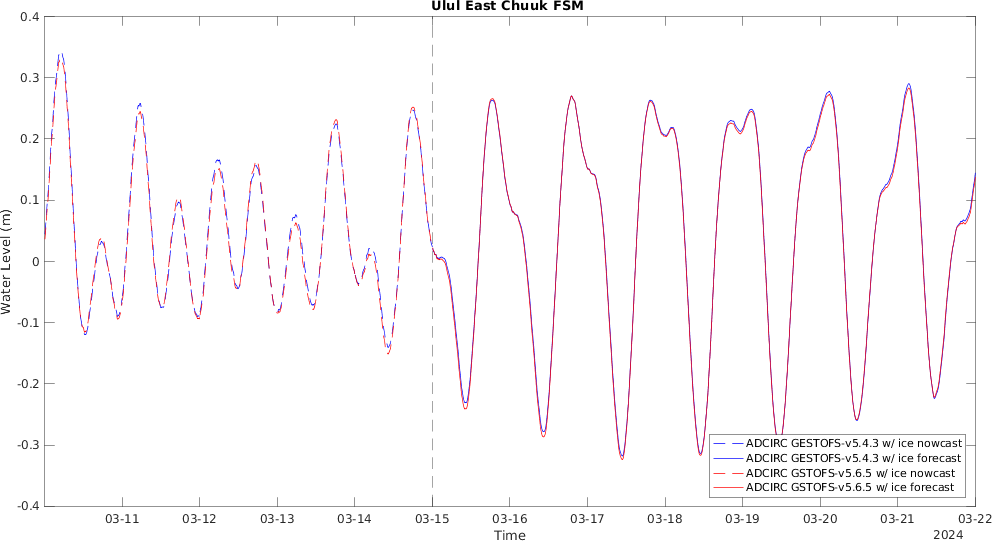 Ulul East Chuuk FSM
0.4
0.3
0.2
0.1
0
-0.1
-0.2
-0.3
-0.4
Water Level (m)
03-11 03-12 03-13 03-14 03-15 03-16 03-17 03-18 03-19 03-20 03-21 03-22
Time
2024
ADCIRC GESTOFS-v5.4.3 w/ ice nowcast
ADCIRC GESTOFS-v5.4.3 w/ ice forecast
ADCIRC GSTOFS-v5.6.5 w/ ice nowcast
ADCIRC GSTOFS-v5.6.5 w/ ice forecast